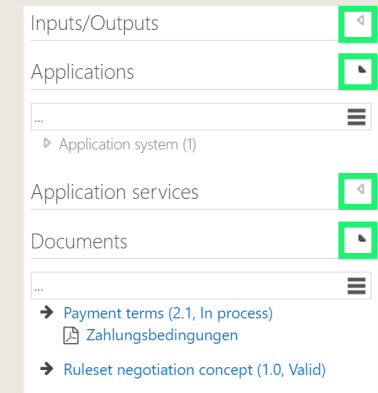 Inputs/Outputs
Applications
...
Application system (1)
Application services
Documents
...
Payment terms (2.1, In process)
Zahlungsbedingungen
Ruleset negotiation concept (1.0, Valid)